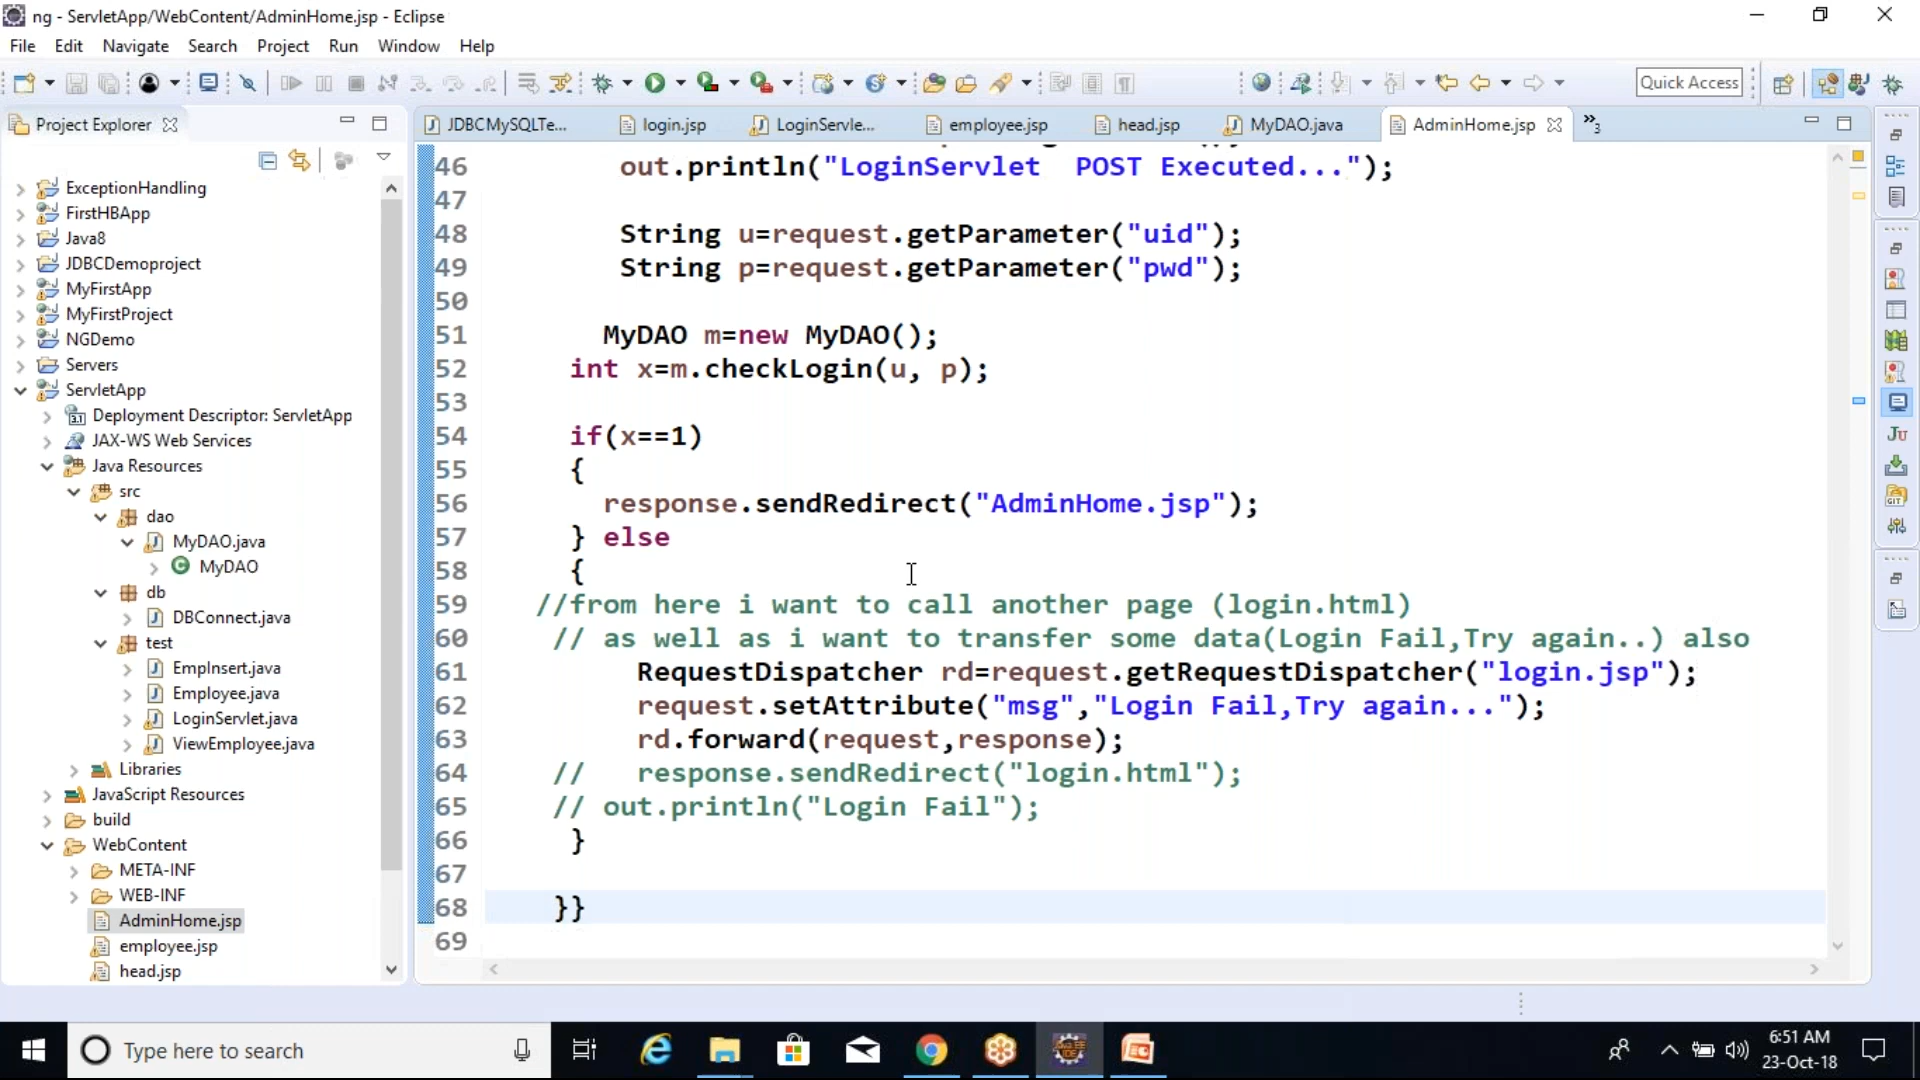 ng - ServletApp/WebContent/AdminHome.jsp - Eclipse
File Edit Navigate Search Project Run Window Help
Quick Access
Project Explorer
JDBCMySQLTe... login.jsp LoginServle... employee.jsp head.jsp MyDAO.java AdminHome.jsp »3
ExceptionHandling
FirstHBApp
Java8
JDBCDemoproject
MyFirstApp
MyFirstProject
NGDemo
Servers
ServletApp
Deployment Descriptor: ServletApp
JAX-WS Web Services
Java Resources
src
dao
MyDAO.java
MyDAO
db
DBConnect.java
test
EmpInsert.java
Employee.java
LoginServlet.java
ViewEmployee.java
Libraries
JavaScript Resources
build
WebContent
META-INF
WEB-INF
AdminHome.jsp
employee.jsp
head.jsp
46 out.println("LoginServlet  POST Executed...");
47
48 String u=request.getParameter("uid");
49 String p=request.getParameter("pwd");
50
51 MyDAO m=new MyDAO();
52 int x=m.checkLogin(u, p);
53
54 if(x==1)
55 {
56 response.sendRedirect("AdminHome.jsp");
57 } else
58 {
59 //from here i want to call another page (login.html)
60 // as well as i want to transfer some data(Login Fail,Try again..) also
61 RequestDispatcher rd=request.getRequestDispatcher("login.jsp");
62 request.setAttribute("msg","Login Fail,Try again...");
63 rd.forward(request,response);
64 //   response.sendRedirect("login.html");
65 // out.println("Login Fail");
66 }
67
68 }}
69
Ju
GIT
Type here to search
Java EE
IDE
6:51 AM
23-Oct-18